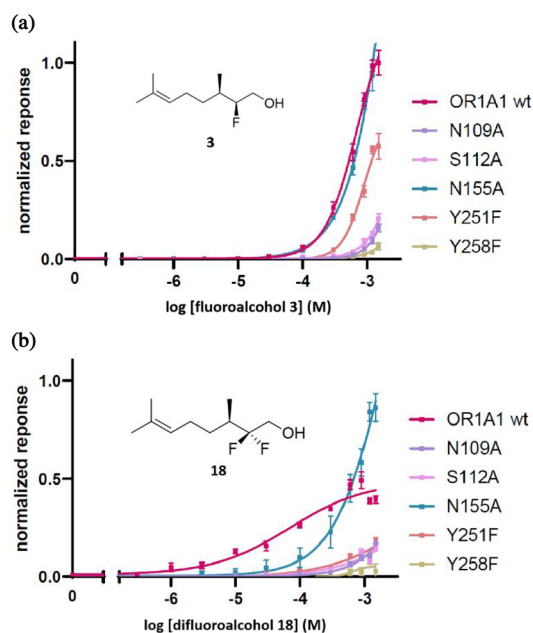 (a)
normalized reponse
1.0
0.5
0.0
0
-6
-5
-4
-3
log [fluoroalcohol 3] (M)
OH
F
3
OR1A1 wt
N109A
S112A
N155A
Y251F
Y258F
(b)
normalized reponse
1.0
0.5
0.0
0
-6
-5
-4
-3
log [difluoroalcohol 18] (M)
OH
F F
18
OR1A1 wt
N109A
S112A
N155A
Y251F
Y258F